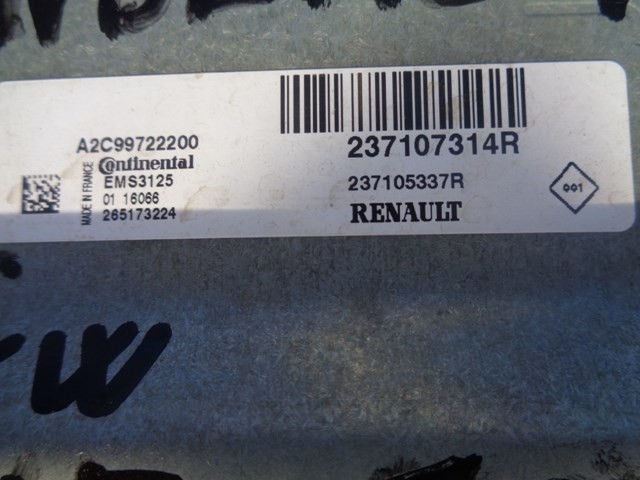 A2C99722200
Continental
EMS3125
01 16066
265173224
MADE IN FRANCE
237107314R
237105337R
RENAULT
001